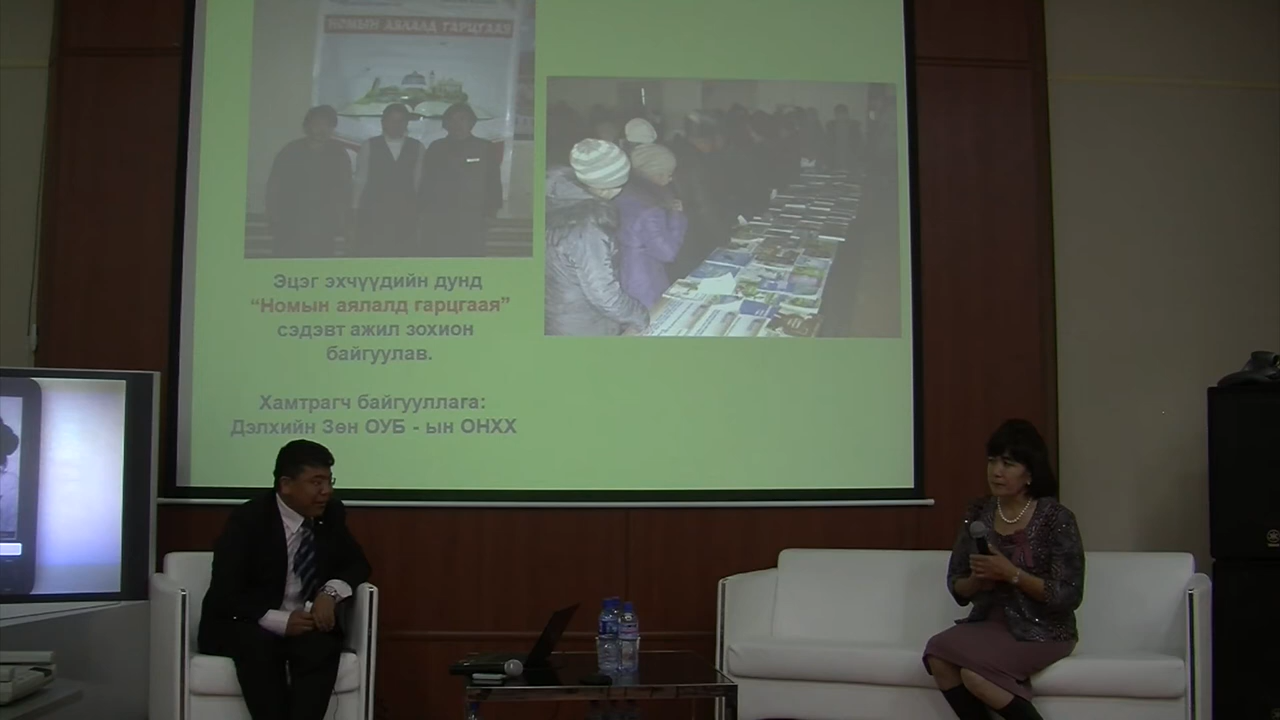 НОМЫН АЯЛАЛД ГАРЦГААЯ
Эцэг эхчүүдийн дунд
“Номын аялалд гарцгаая”
сэдэвт ажил зохион
байгуулав.
Хамтрагч байгууллага:
Дэлхийн Зөн ОУБ - ын ОНХХ